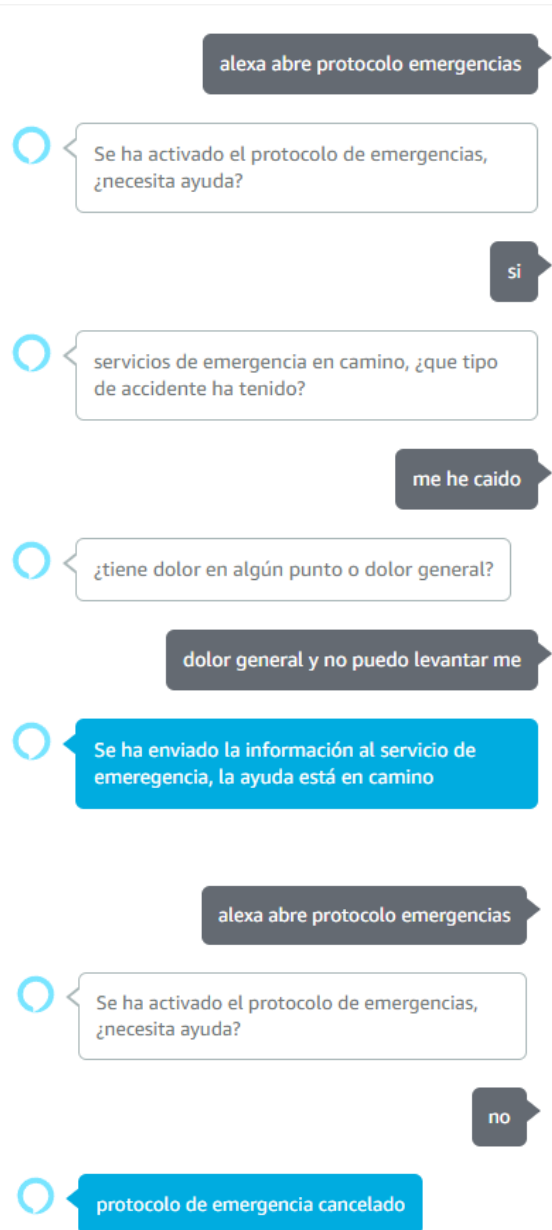 alexa abre protocolo emergencias
Se ha activado el protocolo de emergencias,
¿necesita ayuda?
si
servicios de emergencia en camino, ¿que tipo
de accidente ha tenido?
me he caido
¿tiene dolor en algún punto o dolor general?
dolor general y no puedo levantar me
Se ha enviado la información al servicio de
emeregencia, la ayuda está en camino
alexa abre protocolo emergencias
Se ha activado el protocolo de emergencias,
¿necesita ayuda?
no
protocolo de emergencia cancelado